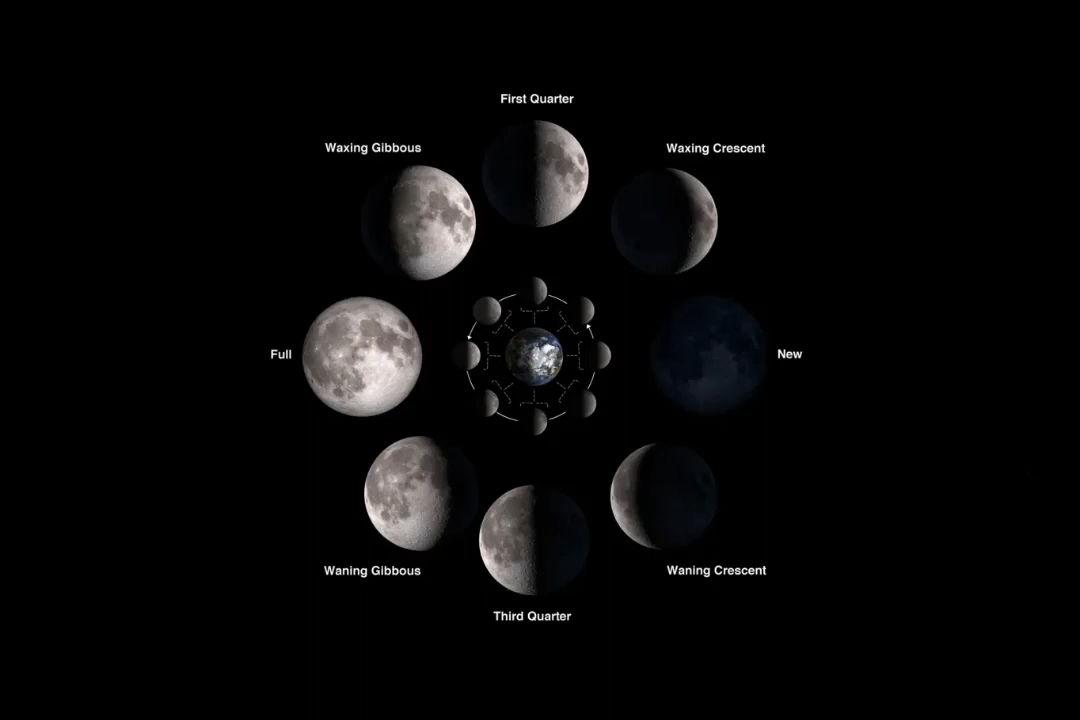 First Quarter
Waxing Gibbous
Waxing Crescent
Full
New
Waning Gibbous
Waning Crescent
Third Quarter